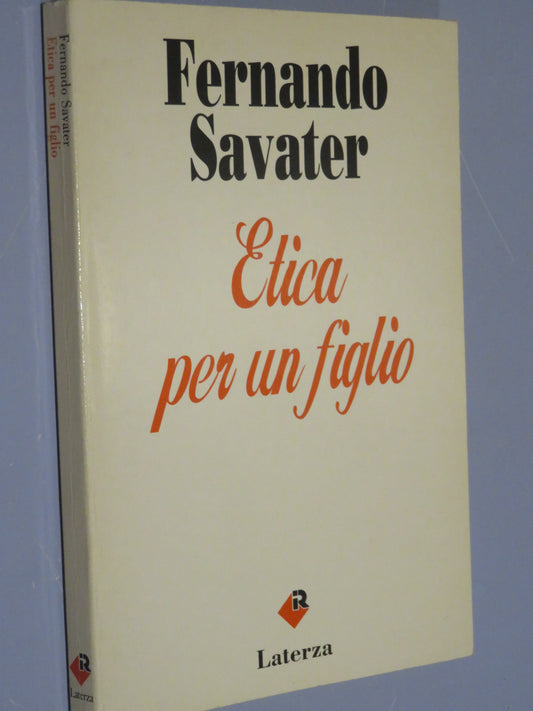 Fernando
Savater
Etica
per un figlio
R
Laterza
Fernando Savater
Etica per un figlio
R
Laterza